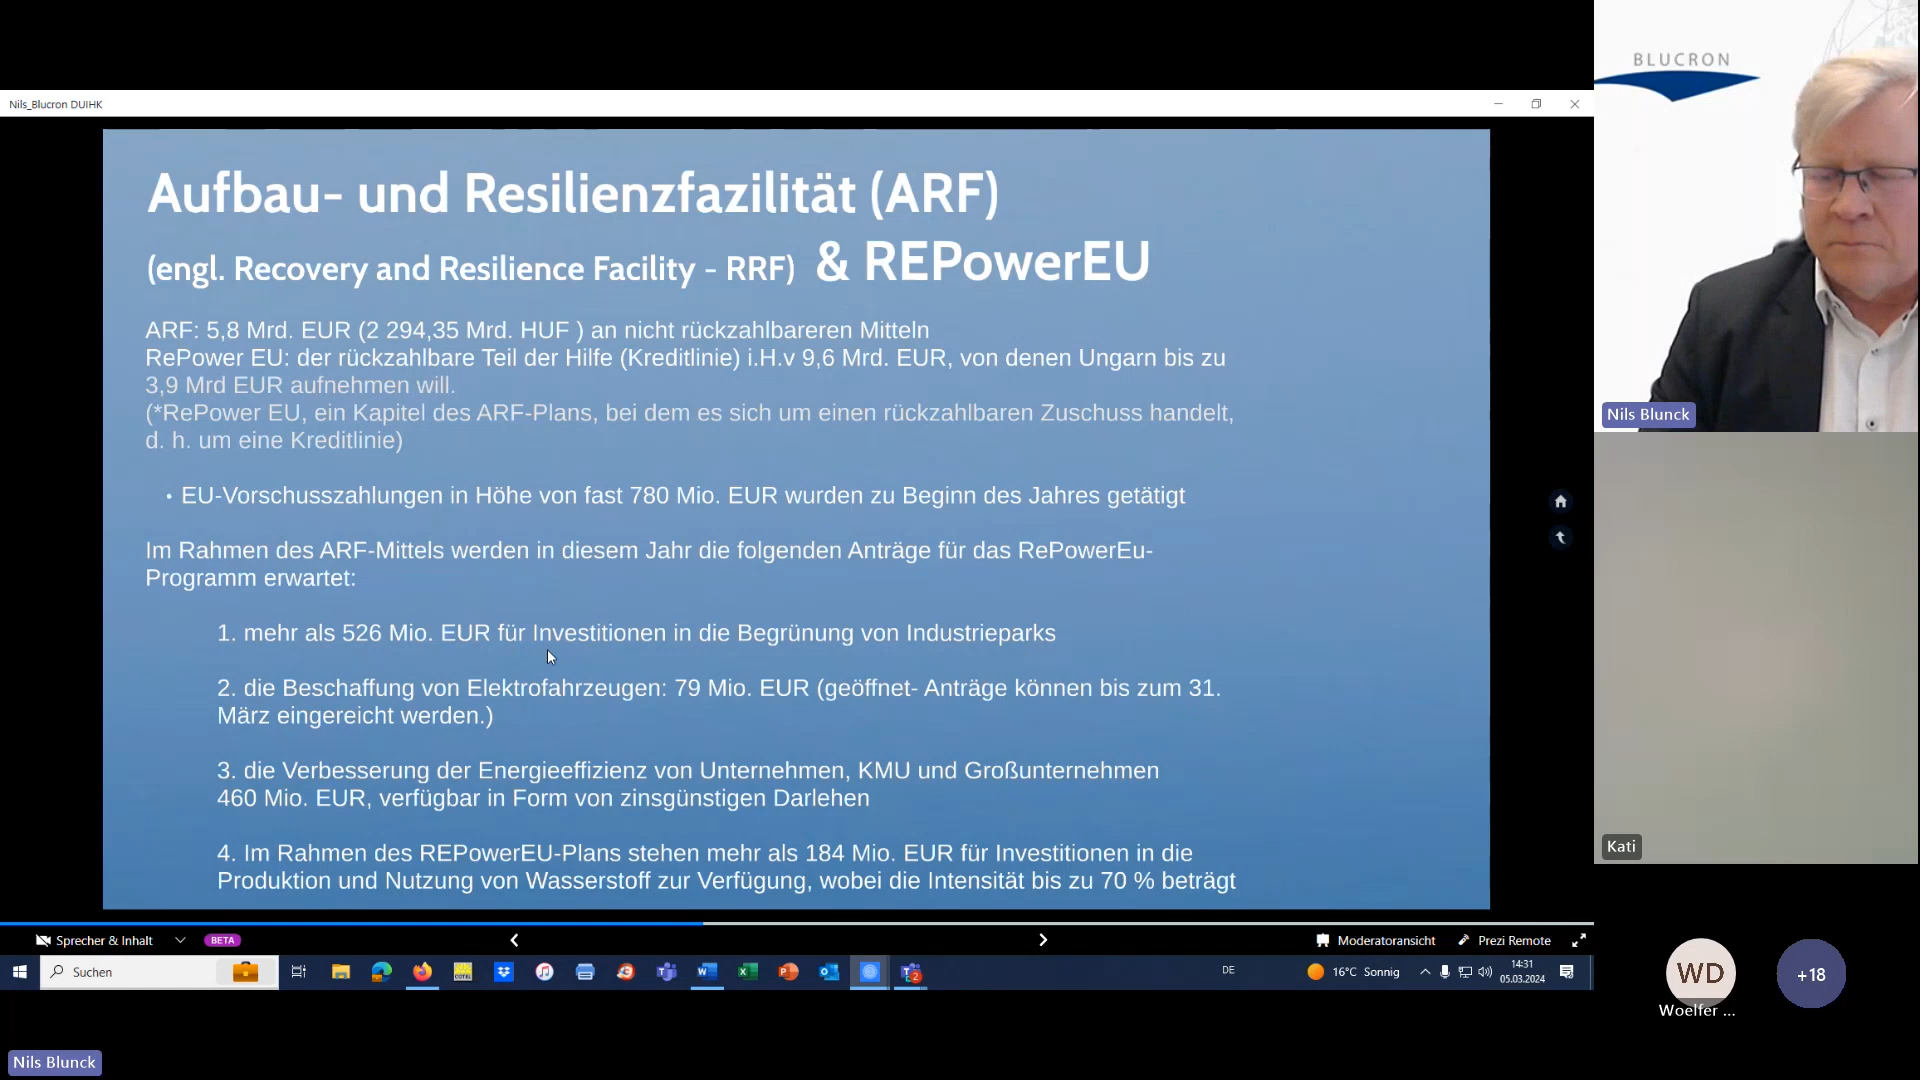 Nils_Blucron DUIHK
Aufbau- und Resilienzfazilität (ARF)
(engl. Recovery and Resilience Facility - RRF) & REPowerEU
ARF: 5,8 Mrd. EUR (2 294,35 Mrd. HUF ) an nicht rückzahlbareren Mitteln
RePower EU: der rückzahlbare Teil der Hilfe (Kreditlinie) i.H.v 9,6 Mrd. EUR, von denen Ungarn bis zu
3,9 Mrd EUR aufnehmen will.
(*RePower EU, ein Kapitel des ARF-Plans, bei dem es sich um einen rückzahlbaren Zuschuss handelt,
d. h. um eine Kreditlinie)
• EU-Vorschusszahlungen in Höhe von fast 780 Mio. EUR wurden zu Beginn des Jahres getätigt
Im Rahmen des ARF-Mittels werden in diesem Jahr die folgenden Anträge für das RePowerEu-
Programm erwartet:
1. mehr als 526 Mio. EUR für Investitionen in die Begrünung von Industrieparks
2. die Beschaffung von Elektrofahrzeugen: 79 Mio. EUR (geöffnet- Anträge können bis zum 31.
März eingereicht werden.)
3. die Verbesserung der Energieeffizienz von Unternehmen, KMU und Großunternehmen
460 Mio. EUR, verfügbar in Form von zinsgünstigen Darlehen
4. Im Rahmen des REPowerEU-Plans stehen mehr als 184 Mio. EUR für Investitionen in die
Produktion und Nutzung von Wasserstoff zur Verfügung, wobei die Intensität bis zu 70 % beträgt
Sprecher & Inhalt BETA
Moderatoransicht Prezi Remote
Suchen
DE
16°C Sonnig
14:31
05.03.2024
BLUCRON
Nils Blunck
Kati
WD
Woelfer ...
+18
Nils Blunck